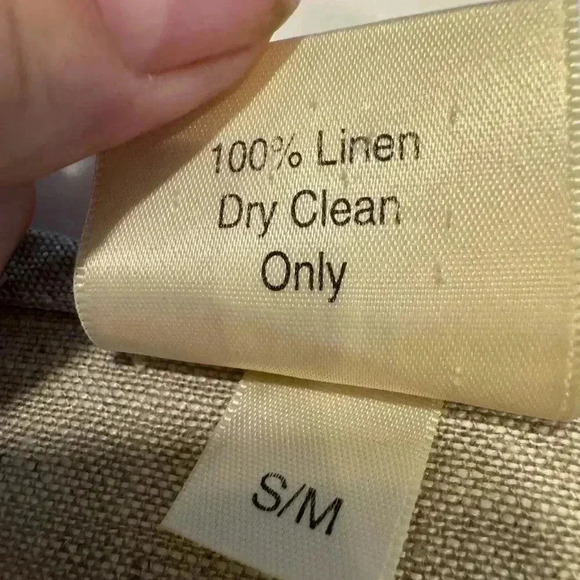 100% Linen
Dry Clean
Only
S/M